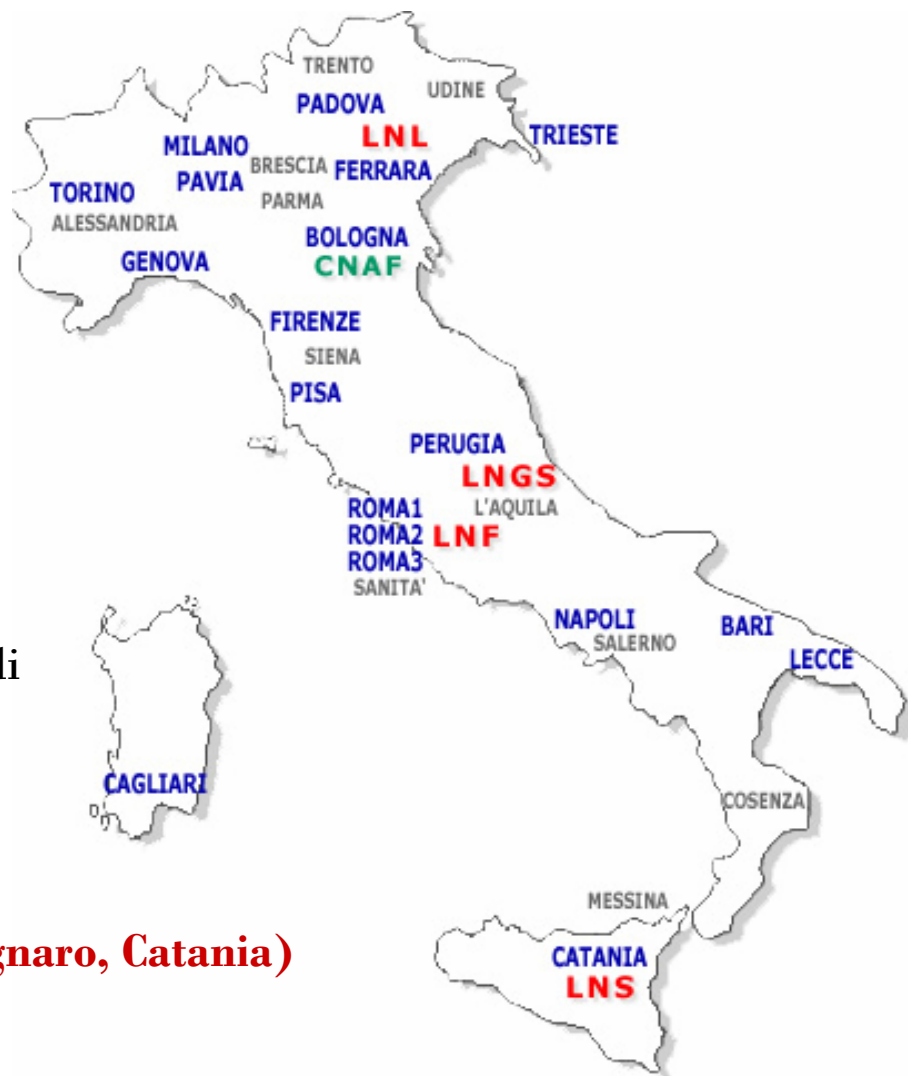 TRENTO
UDINE
PADOVA
LNL
TRIESTE
MILANO
BRESCIA
FERRARA
PAVIA
TORINO
PARMA
ALESSANDRIA
BOLOGNA
GENOVA
CNAF
FIRENZE
SIENA
PISA
PERUGIA
LNGS
ROMA1
L'AQUILA
ROMA2
LNF
ROMA3
SANITA'
NAPOLI
SALERNO
BARI
LECCE
CAGLIARI
COSENZA
MESSINA
Catania)
CATANIA
LNS